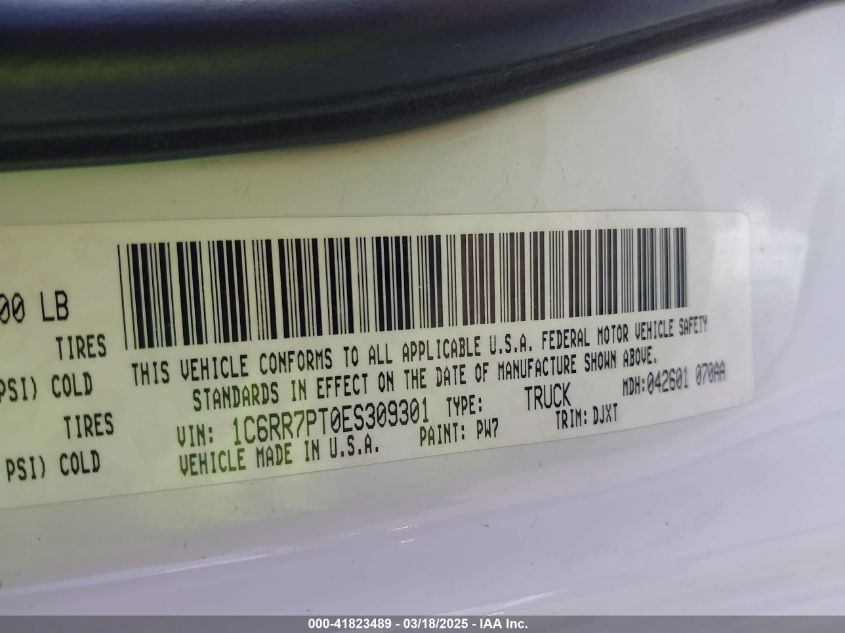 00 LB
TIRES
PSI) COLD
TIRES
PSI) COLD
THIS VEHICLE CONFORMS TO ALL APPLICABLE U.S.A. FEDERAL MOTOR VEHICLE SAFETY
STANDARDS IN EFFECT ON THE DATE OF MANUFACTURE SHOWN ABOVE.
VIN: 1C6RR7PT0ES309301 TYPE: TRUCK MDH:042601 070AA
VEHICLE MADE IN U.S.A. PAINT: PW7 TRIM: DJXT
000-41823489 - 03/18/2025 - IAA Inc.